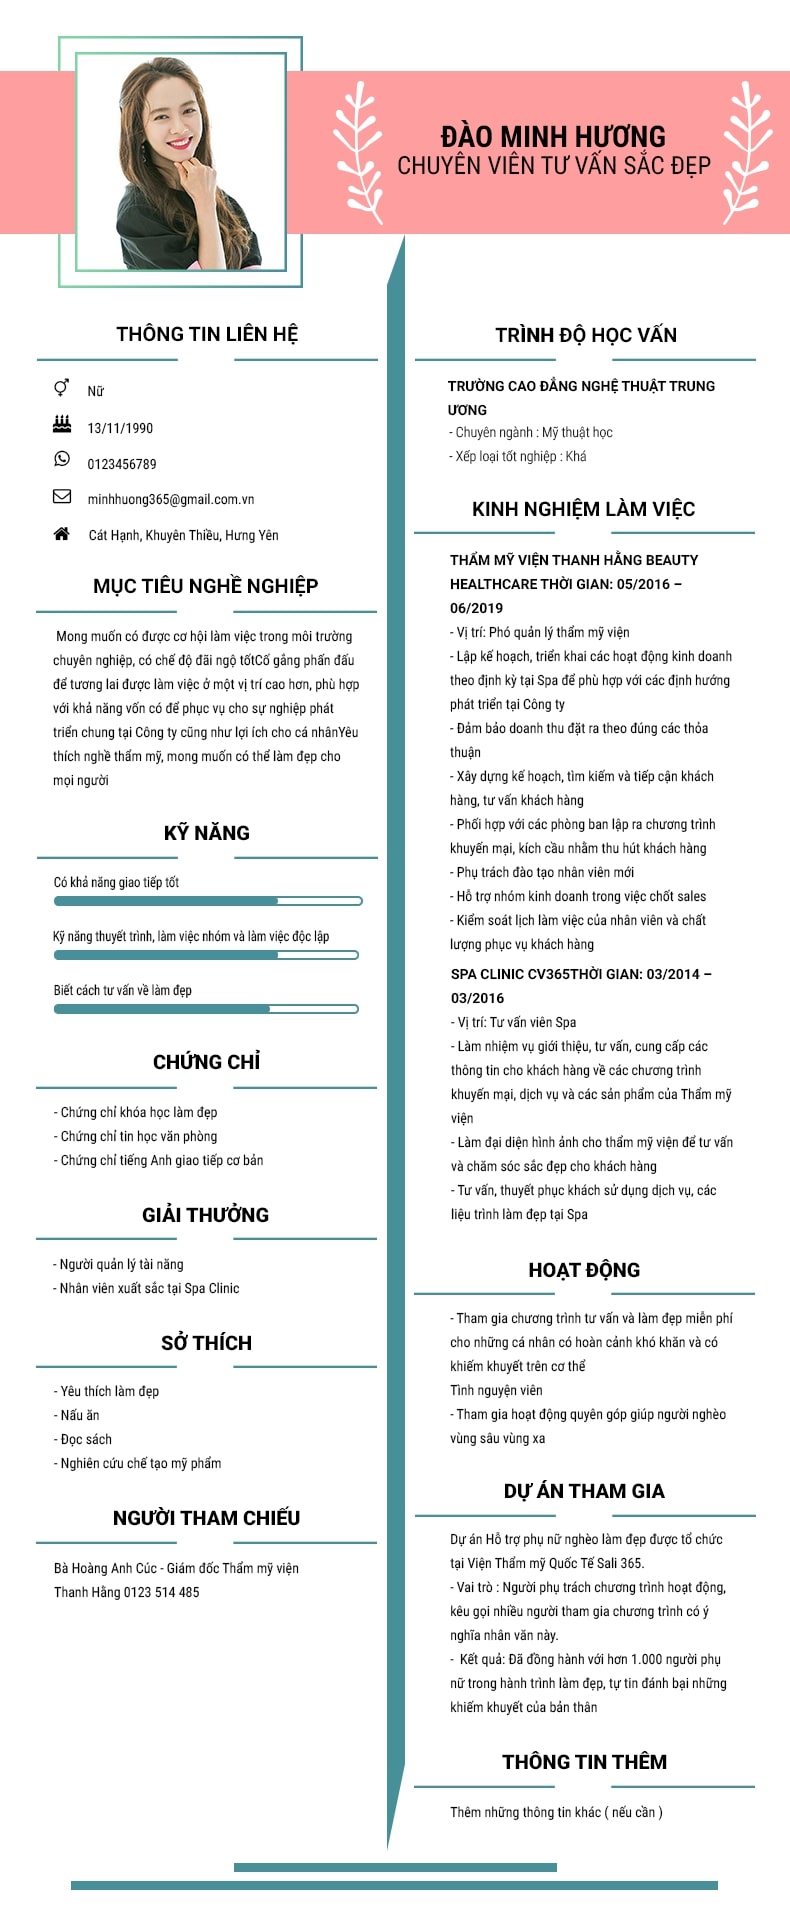 ĐÀO MINH HƯƠNG
CHUYÊN VIÊN TƯ VẤN SẮC ĐẸP
THÔNG TIN LIÊN HỆ
Nữ
13/11/1990
0123456789
minhhuong365@gmail.com.vn
Cát Hạnh, Khuyên Thiều, Hưng Yên
MỤC TIÊU NGHỀ NGHIỆP
Mong muốn có được cơ hội làm việc trong môi trường
chuyên nghiệp, có chế độ đãi ngộ tốtCố gắng phấn đấu
để tương lai được làm việc ở một vị trí cao hơn, phù hợp
với khả năng vốn có để phục vụ cho sự nghiệp phát
triển chung tại Công ty cũng như lợi ích cho cá nhânYêu
thích nghề thẩm mỹ, mong muốn có thể làm đẹp cho
mọi người
KỸ NĂNG
Có khả năng giao tiếp tốt
Kỹ năng thuyết trình, làm việc nhóm và làm việc độc lập
Biết cách tư vấn về làm đẹp
CHỨNG CHỈ
- Chứng chỉ khóa học làm đẹp
- Chứng chỉ tin học văn phòng
- Chứng chỉ tiếng Anh giao tiếp cơ bản
GIẢI THƯỞNG
- Người quản lý tài năng
- Nhân viên xuất sắc tại Spa Clinic
SỞ THÍCH
- Yêu thích làm đẹp
- Nấu ăn
- Đọc sách
- Nghiên cứu chế tạo mỹ phẩm
NGƯỜI THAM CHIẾU
Bà Hoàng Anh Cúc - Giám đốc Thẩm mỹ viện
Thanh Hằng 0123 514 485
TRÌNH ĐỘ HỌC VẤN
TRƯỜNG CAO ĐẲNG NGHỆ THUẬT TRUNG
ƯƠNG
- Chuyên ngành : Mỹ thuật học
- Xếp loại tốt nghiệp : Khá
KINH NGHIỆM LÀM VIỆC
THẨM MỸ VIỆN THANH HẰNG BEAUTY
HEALTHCARE THỜI GIAN: 05/2016 –
06/2019
- Vị trí: Phó quản lý thẩm mỹ viện
- Lập kế hoạch, triển khai các hoạt động kinh doanh
theo định kỳ tại Spa để phù hợp với các định hướng
phát triển tại Công ty
- Đảm bảo doanh thu đặt ra theo đúng các thỏa
thuận
- Xây dựng kế hoạch, tìm kiếm và tiếp cận khách
hàng, tư vấn khách hàng
- Phối hợp với các phòng ban lập ra chương trình
khuyến mại, kích cầu nhằm thu hút khách hàng
- Phụ trách đào tạo nhân viên mới
- Hỗ trợ nhóm kinh doanh trong việc chốt sales
- Kiểm soát lịch làm việc của nhân viên và chất
lượng phục vụ khách hàng
SPA CLINIC CV365THỜI GIAN: 03/2014 –
03/2016
- Vị trí: Tư vấn viên Spa
- Làm nhiệm vụ giới thiệu, tư vấn, cung cấp các
thông tin cho khách hàng về các chương trình
khuyến mại, dịch vụ và các sản phẩm của Thẩm mỹ
viện
- Làm đại diện hình ảnh cho thẩm mỹ viện để tư vấn
và chăm sóc sắc đẹp cho khách hàng
- Tư vấn, thuyết phục khách sử dụng dịch vụ, các
liệu trình làm đẹp tại Spa
HOẠT ĐỘNG
- Tham gia chương trình tư vấn và làm đẹp miễn phí
cho những cá nhân có hoàn cảnh khó khăn và có
khiếm khuyết trên cơ thể
Tình nguyện viên
- Tham gia hoạt động quyên góp giúp người nghèo
vùng sâu vùng xa
DỰ ÁN THAM GIA
Dự án Hỗ trợ phụ nữ nghèo làm đẹp được tổ chức
tại Viện Thẩm mỹ Quốc Tế Sali 365.
- Vai trò : Người phụ trách chương trình hoạt động,
kêu gọi nhiều người tham gia chương trình có ý
nghĩa nhân văn này.
-  Kết quả: Đã đồng hành với hơn 1.000 người phụ
nữ trong hành trình làm đẹp, tự tin đánh bại những
khiếm khuyết của bản thân
THÔNG TIN THÊM
Thêm những thông tin khác ( nếu cần )